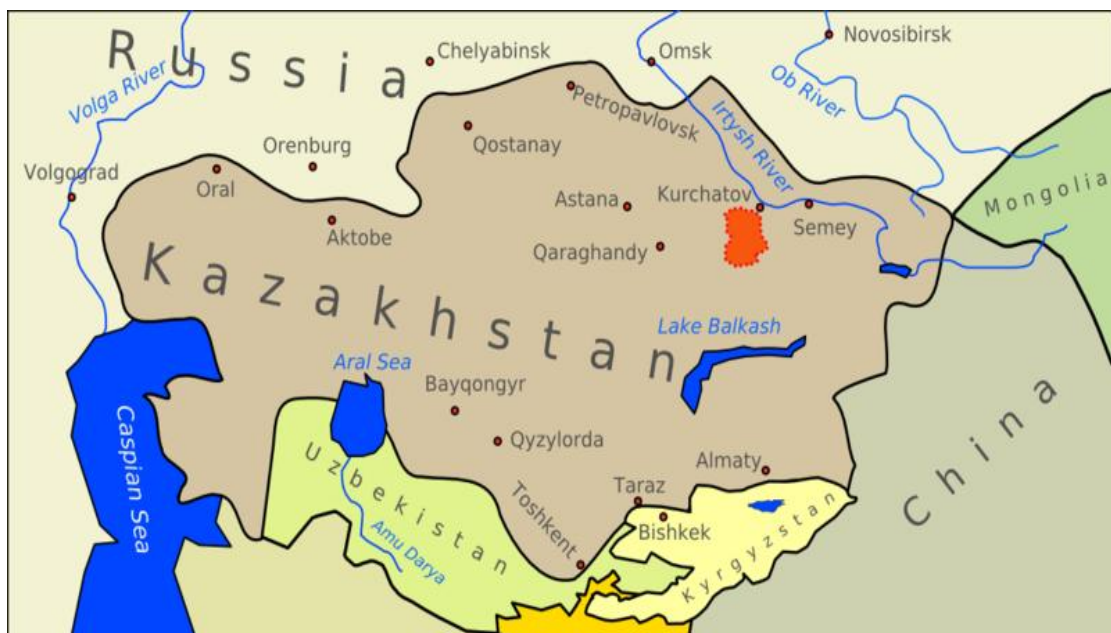 Russia
Chelyabinsk
Omsk
Novosibirsk
Volga River
Ob River
Petropavlovsk
Irtysh River
Qostanay
Orenburg
Volgograd
Oral
Mongolia
Astana
Kurchatov
Semey
Aktobe
Qaraghandy
Kazakhstan
Lake Balkash
Aral Sea
Bayqongyr
Caspian Sea
Qyzylorda
China
Uzbekistan
Almaty
Taraz
Toshkent
Bishkek
Amu Darya
Kyrgyzstan